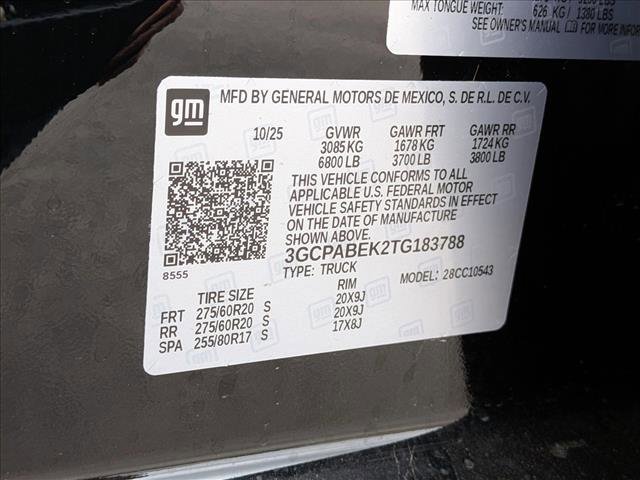 MAX TONGUE WEIGHT:
626 KG / 1380 LBS
SEE OWNER'S MANUAL FOR MORE INFOR
gm
MFD BY GENERAL MOTORS DE MEXICO, S. DE R.L. DE C.V.
10/25 GVWR GAWR FRT GAWR RR
3085 KG 1678 KG 1724 KG
6800 LB 3700 LB 3800 LB
THIS VEHICLE CONFORMS TO ALL
APPLICABLE U.S. FEDERAL MOTOR
VEHICLE SAFETY STANDARDS IN EFFECT
ON THE DATE OF MANUFACTURE
SHOWN ABOVE.
3GCPABEK2TG183788
8555
TYPE: TRUCK MODEL: 28CC10543
TIRE SIZE RIM
FRT 275/60R20 S 20X9J
RR 275/60R20 S 20X9J
SPA 255/80R17 S 17X8J